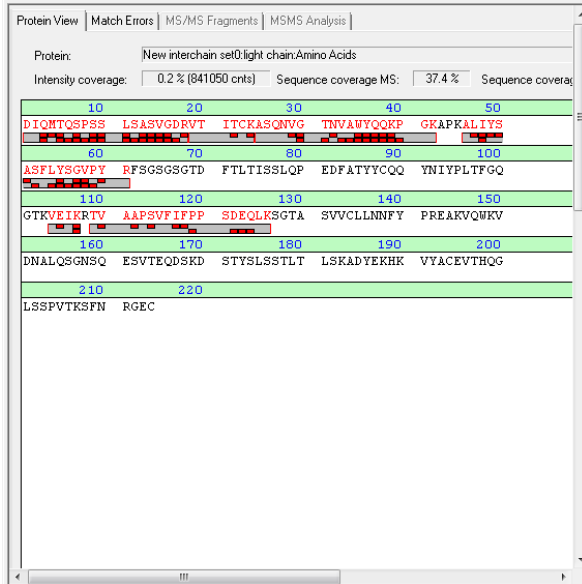 Protein View Match Errors MS/MS Fragments MSMS Analysis
Protein: New interchain set0:light chain:Amino Acids
Intensity coverage: 0.2 % (841050 cnts) Sequence coverage MS: 37.4 % Sequence coverag
10 20 30 40 50
DIQMTQSPSS LSASVGDRVT ITCKASQNVG TNVAWYQQKP GKAPKALIYS
60 70 80 90 100
ASFLYSGVPY RFSGSGSGTD FTLTISSLQP EDFATYYCQQ YNIYPLTFGQ
110 120 130 140 150
GTKVEIKRTV AAPSVFIFPP SDEQLKSGTA SVVCLLNNFY PREAKVQWKV
160 170 180 190 200
DNALQSGNSQ ESVTEQDSKD STYSLSSTLT LSKADYEKHK VYACEVTHQG
210 220
LSSPVTKSFN RGEC